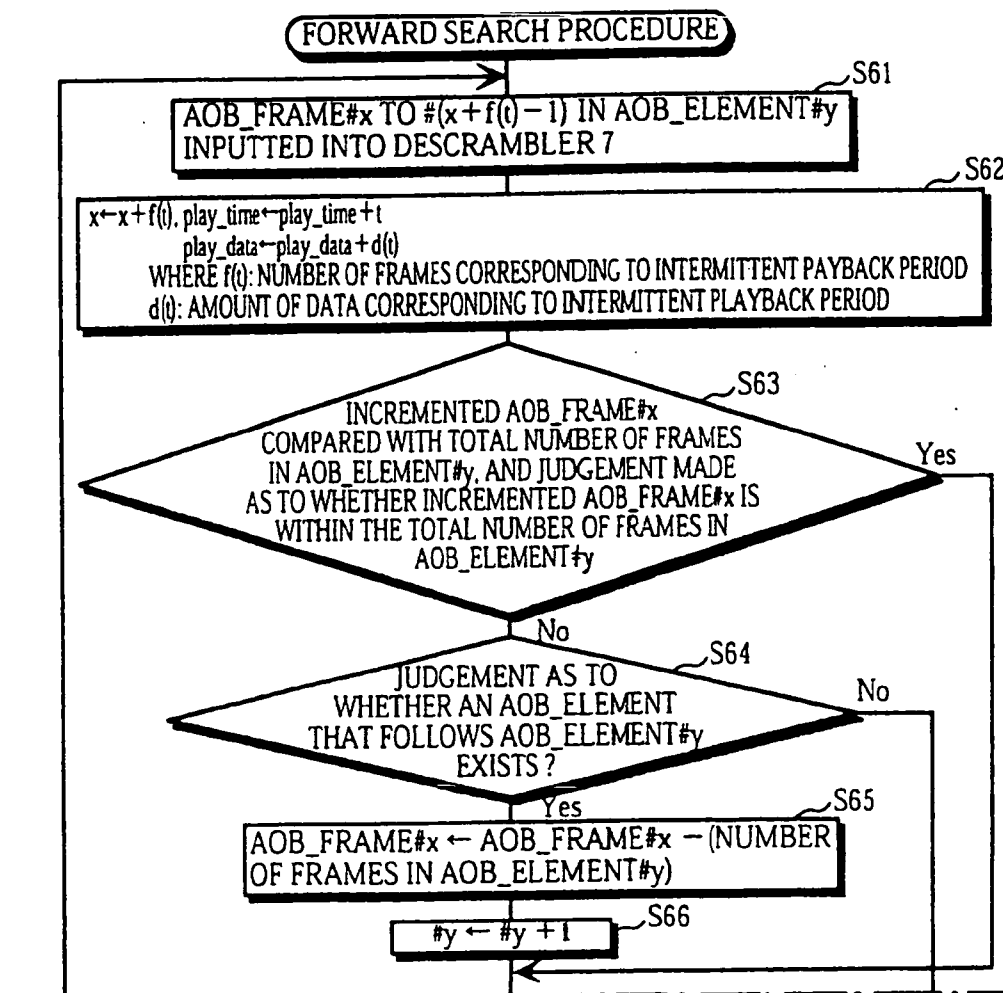 FORWARD SEARCH PROCEDURE
S61
AOB_FRAME#x TO #(x+f(t)−1) IN AOB_ELEMENT#y
INPUTTED INTO DESCRAMBLER 7
S62
x←x+f(t), play_time←play_time+t
play_data←play_data+d(t)
WHERE f(t): NUMBER OF FRAMES CORRESPONDING TO INTERMITTENT PAYBACK PERIOD
d(t): AMOUNT OF DATA CORRESPONDING TO INTERMITTENT PLAYBACK PERIOD
S63
INCREMENTED AOB_FRAME#x
COMPARED WITH TOTAL NUMBER OF FRAMES
IN AOB_ELEMENT#y, AND JUDGEMENT MADE
AS TO WHETHER INCREMENTED AOB_FRAME#x IS
WITHIN THE TOTAL NUMBER OF FRAMES IN
AOB_ELEMENT#y
Yes
No
S64
JUDGEMENT AS TO
WHETHER AN AOB_ELEMENT
THAT FOLLOWS AOB_ELEMENT#y
EXISTS ?
No
Yes
S65
AOB_FRAME#x ← AOB_FRAME#x − (NUMBER
OF FRAMES IN AOB_ELEMENT#y)
S66
#y ← #y + 1